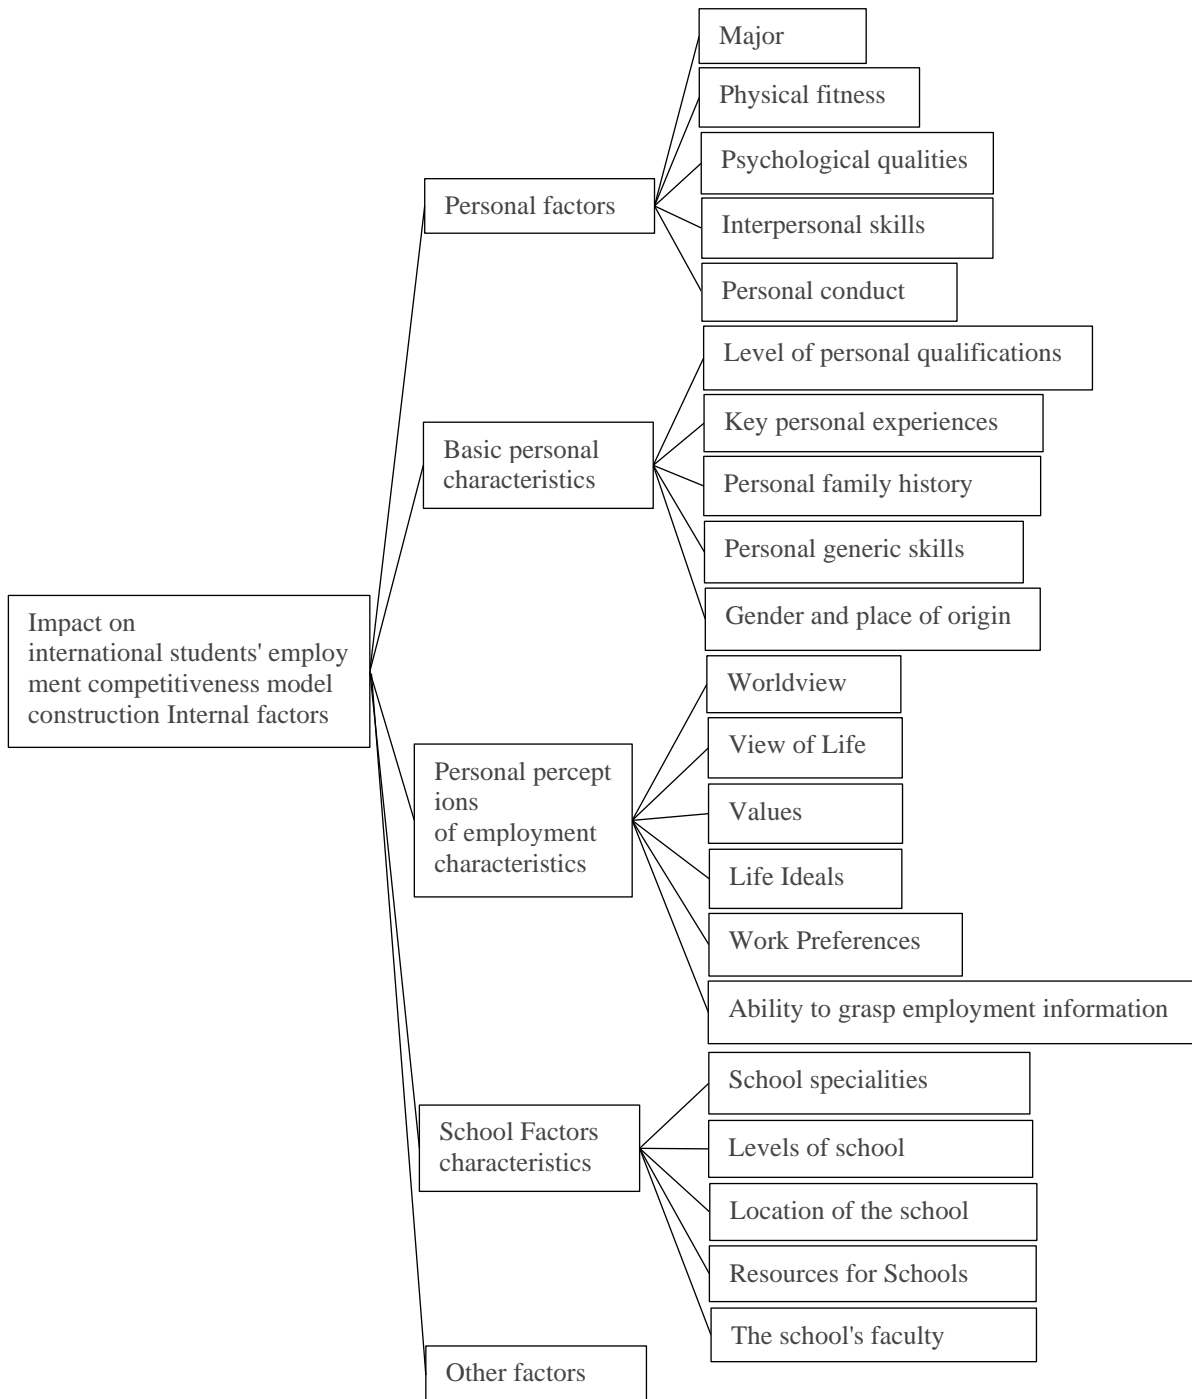 Major
Physical fitness
Psychological qualities
Personal factors
Interpersonal skills
Personal conduct
Level of personal qualifications
Key personal experiences
Basic personal
characteristics
Personal family history
Personal generic skills
Gender and place of origin
Impact on
international students' employ
ment competitiveness model
construction Internal factors
Worldview
View of Life
Personal percept
ions
of employment
characteristics
Values
Life Ideals
Work Preferences
Ability to grasp employment information
School specialities
School Factors
characteristics
Levels of school
Location of the school
Resources for Schools
The school's faculty
Other factors